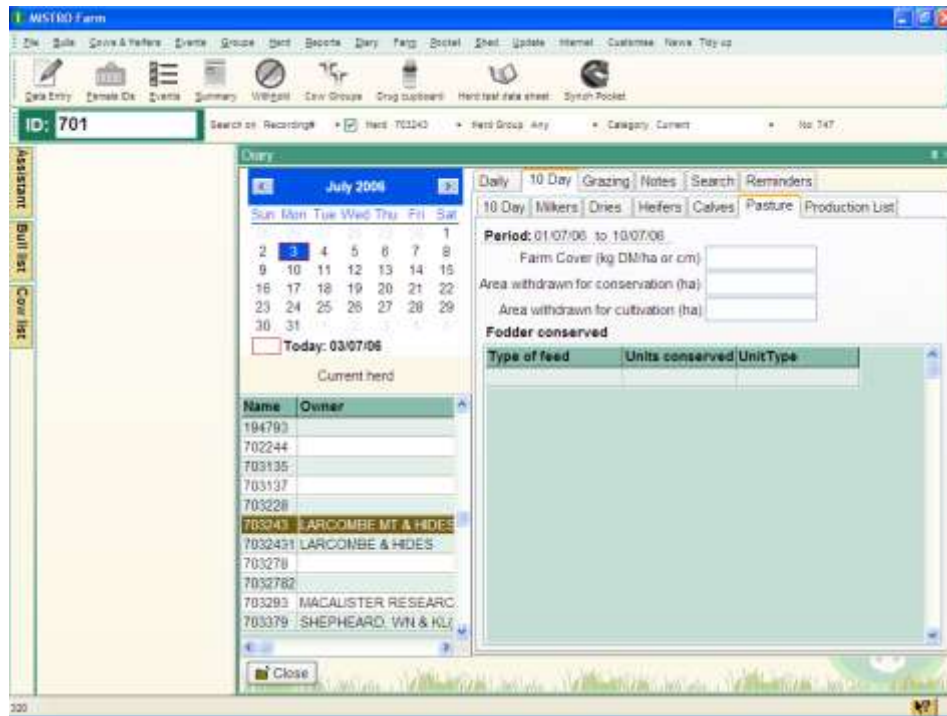 MISTRO Farm
File Bulls Cows & Heifers Events Groups Herd Reports Diary Farm Pocket Shed Update Internet Customise News Tidy up
Data Entry Female IDs Events Summary Withhold Cow Groups Drug cupboard Herd test data sheet Synch Pocket
ID: 701 Search on Recording# Herd 703243 Herd Group Any Category Current No: 747
Assistant
Bull list
Cow list
Diary
July 2006
Sun Mon Tue Wed Thu Fri Sat
1
2 3 4 5 6 7 8
9 10 11 12 13 14 15
16 17 18 19 20 21 22
23 24 25 26 27 28 29
30 31
Today: 03/07/06
Current herd
Name Owner
194793
702244
703135
703137
703228
703243 LARCOMBE MT & HIDES
7032431 LARCOMBE & HIDES
703278
7032782
703293 MACALISTER RESEARC
703379 SHEPHEARD, WN & KL(
Close
Daily 10 Day Grazing Notes Search Reminders
10 Day Milkers Dries Heifers Calves Pasture Production List
Period: 01/07/06 to 10/07/06
Farm Cover (kg DM/ha or cm)
Area withdrawn for conservation (ha)
Area withdrawn for cultivation (ha)
Fodder conserved
Type of feed Units conserved UnitType
320